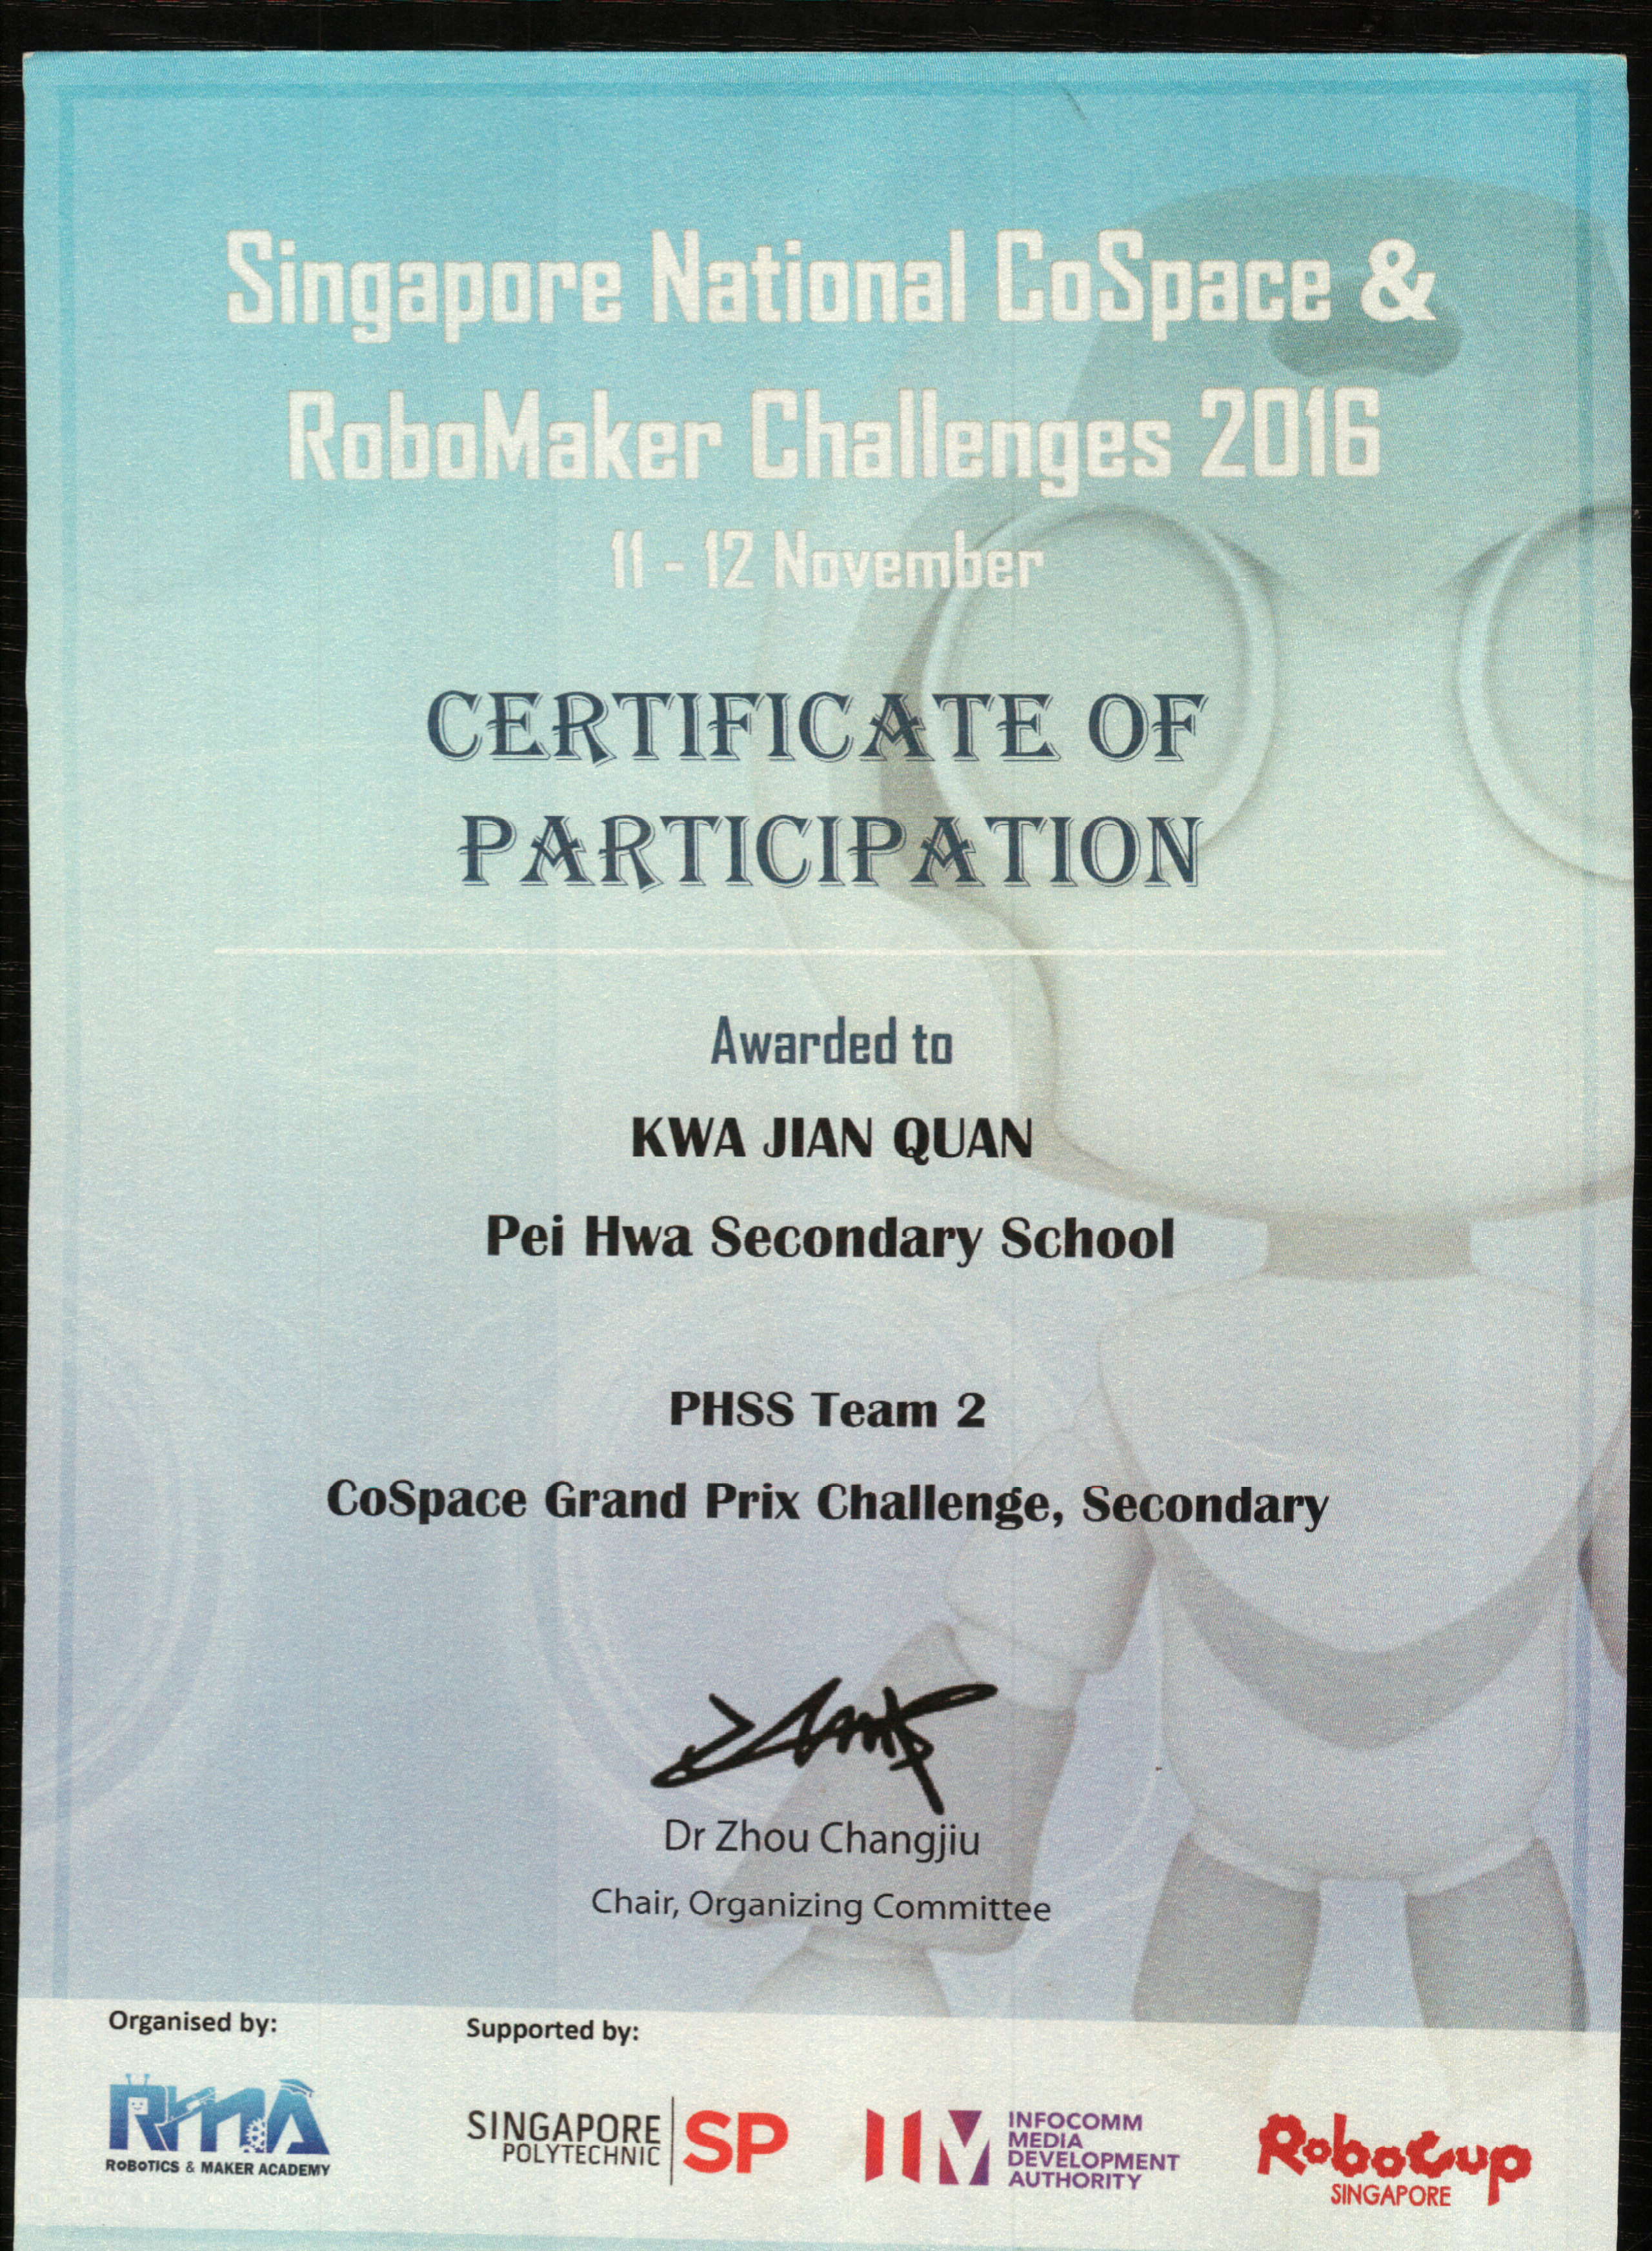 Singapore National CoSpace &
RoboMaker Challenges 2016
11 - 12 November
CERTIFICATE OF
PARTICIPATION
Awarded to
KWA JIAN QUAN
Pei Hwa Secondary School
PHSS Team 2
CoSpace Grand Prix Challenge, Secondary
Dr Zhou Changjiu
Chair, Organizing Committee
Organised by:
Supported by:
RMA
ROBOTICS & MAKER ACADEMY
SINGAPORE
POLYTECHNIC
SP
INFOCOMM
MEDIA
DEVELOPMENT
AUTHORITY
RoboCup
SINGAPORE